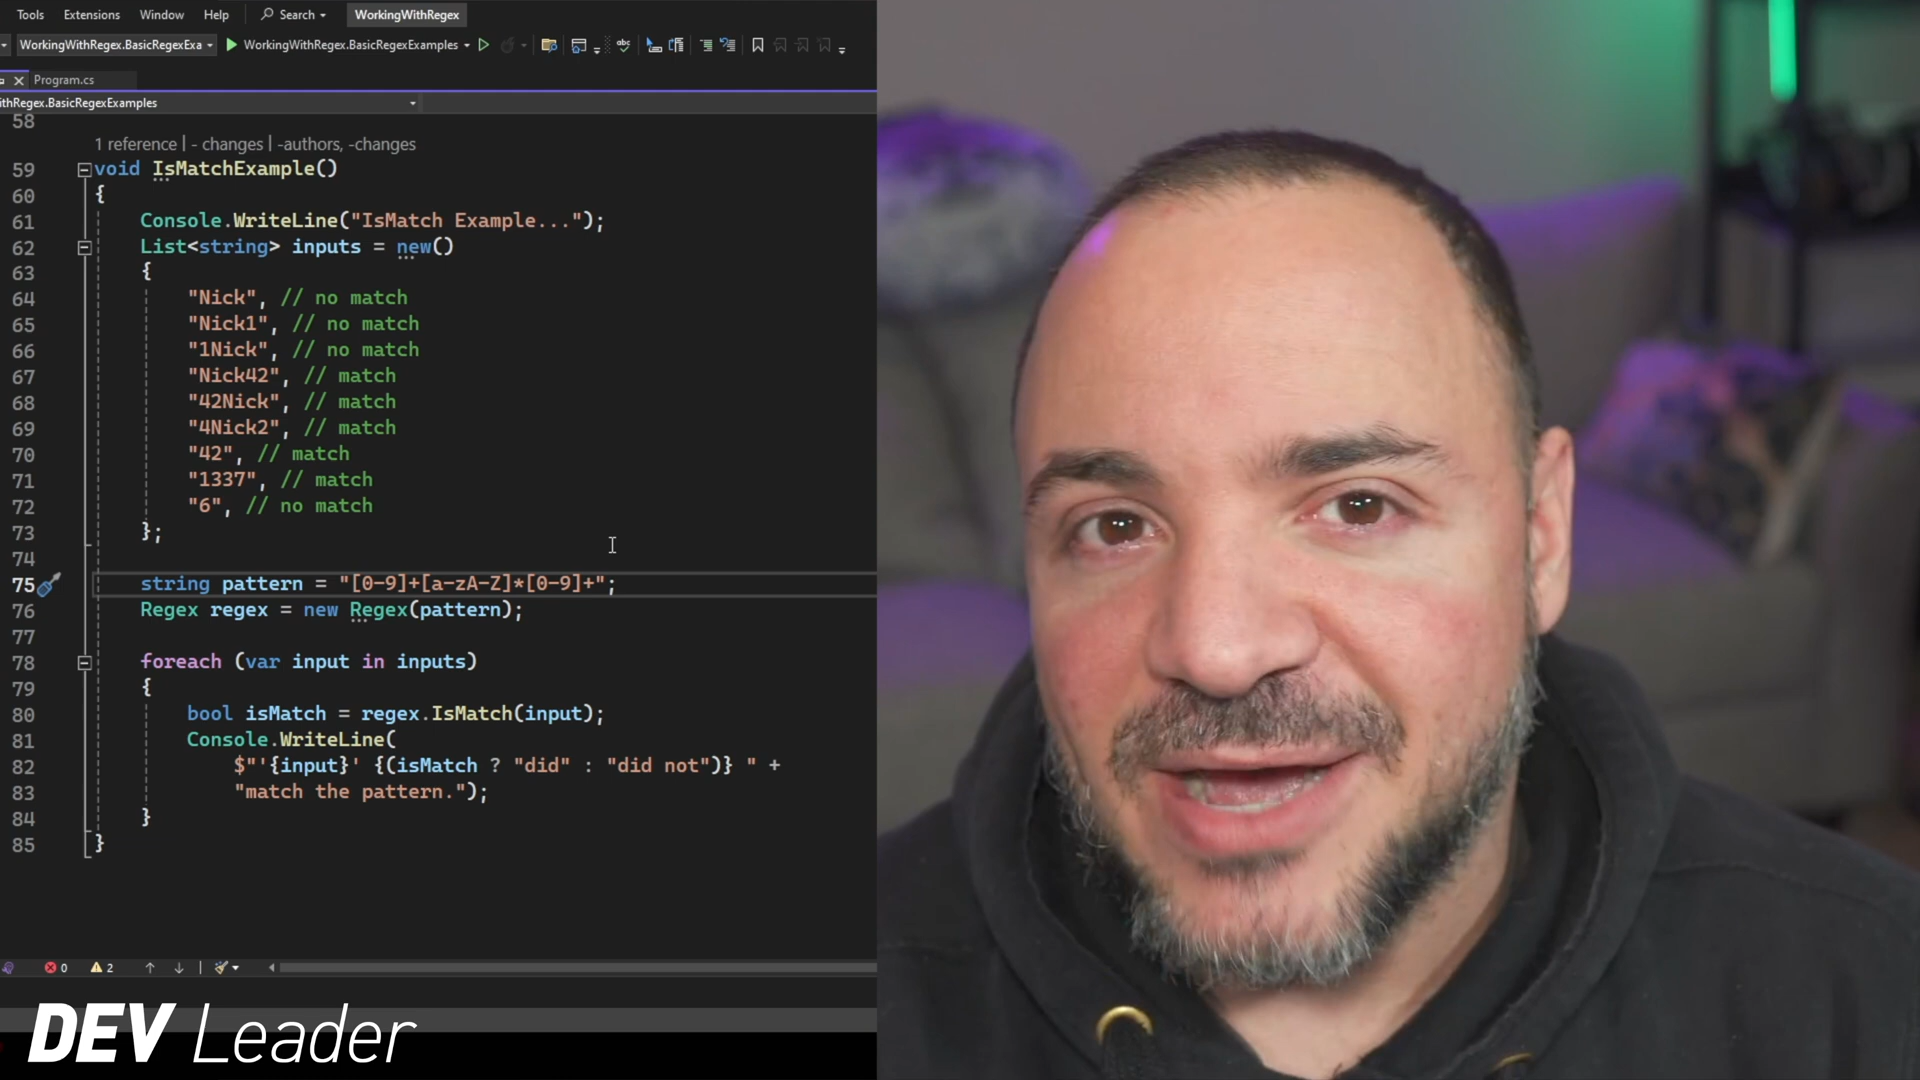 Tools Extensions Window Help Search WorkingWithRegex
WorkingWithRegex.BasicRegexExa WorkingWithRegex.BasicRegexExamples
Program.cs
ithRegex.BasicRegexExamples
58
1 reference | - changes | -authors, -changes
59 void IsMatchExample()
60 {
61 Console.WriteLine("IsMatch Example...");
62 List<string> inputs = new()
63 {
64 "Nick", // no match
65 "Nick1", // no match
66 "1Nick", // no match
67 "Nick42", // match
68 "42Nick", // match
69 "4Nick2", // match
70 "42", // match
71 "1337", // match
72 "6", // no match
73 };
74
75 string pattern = "[0-9]+[a-zA-Z]*[0-9]+";
76 Regex regex = new Regex(pattern);
77
78 foreach (var input in inputs)
79 {
80 bool isMatch = regex.IsMatch(input);
81 Console.WriteLine(
82 $"'{input}' {(isMatch ? "did" : "did not")} " +
83 "match the pattern.");
84 }
85 }
0 2
DEV Leader